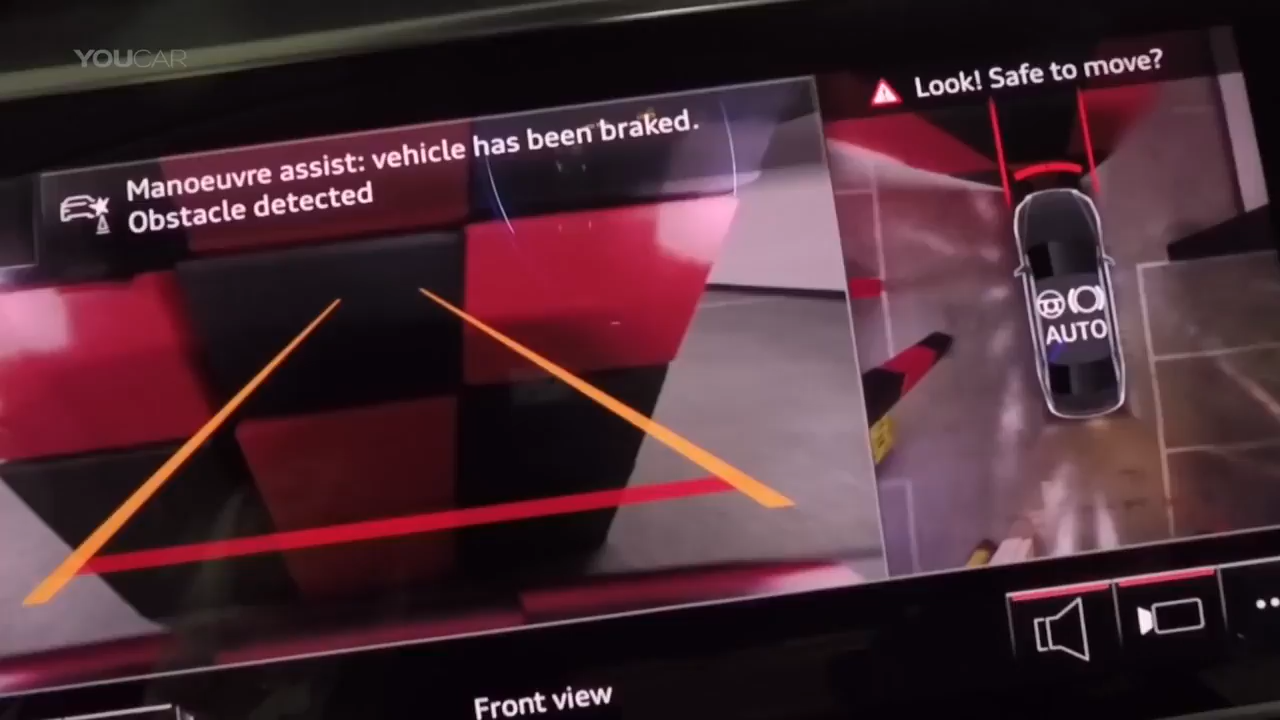 YOUCAR
Look! Safe to move?
Manoeuvre assist: vehicle has been braked.
Obstacle detected
AUTO
Front view